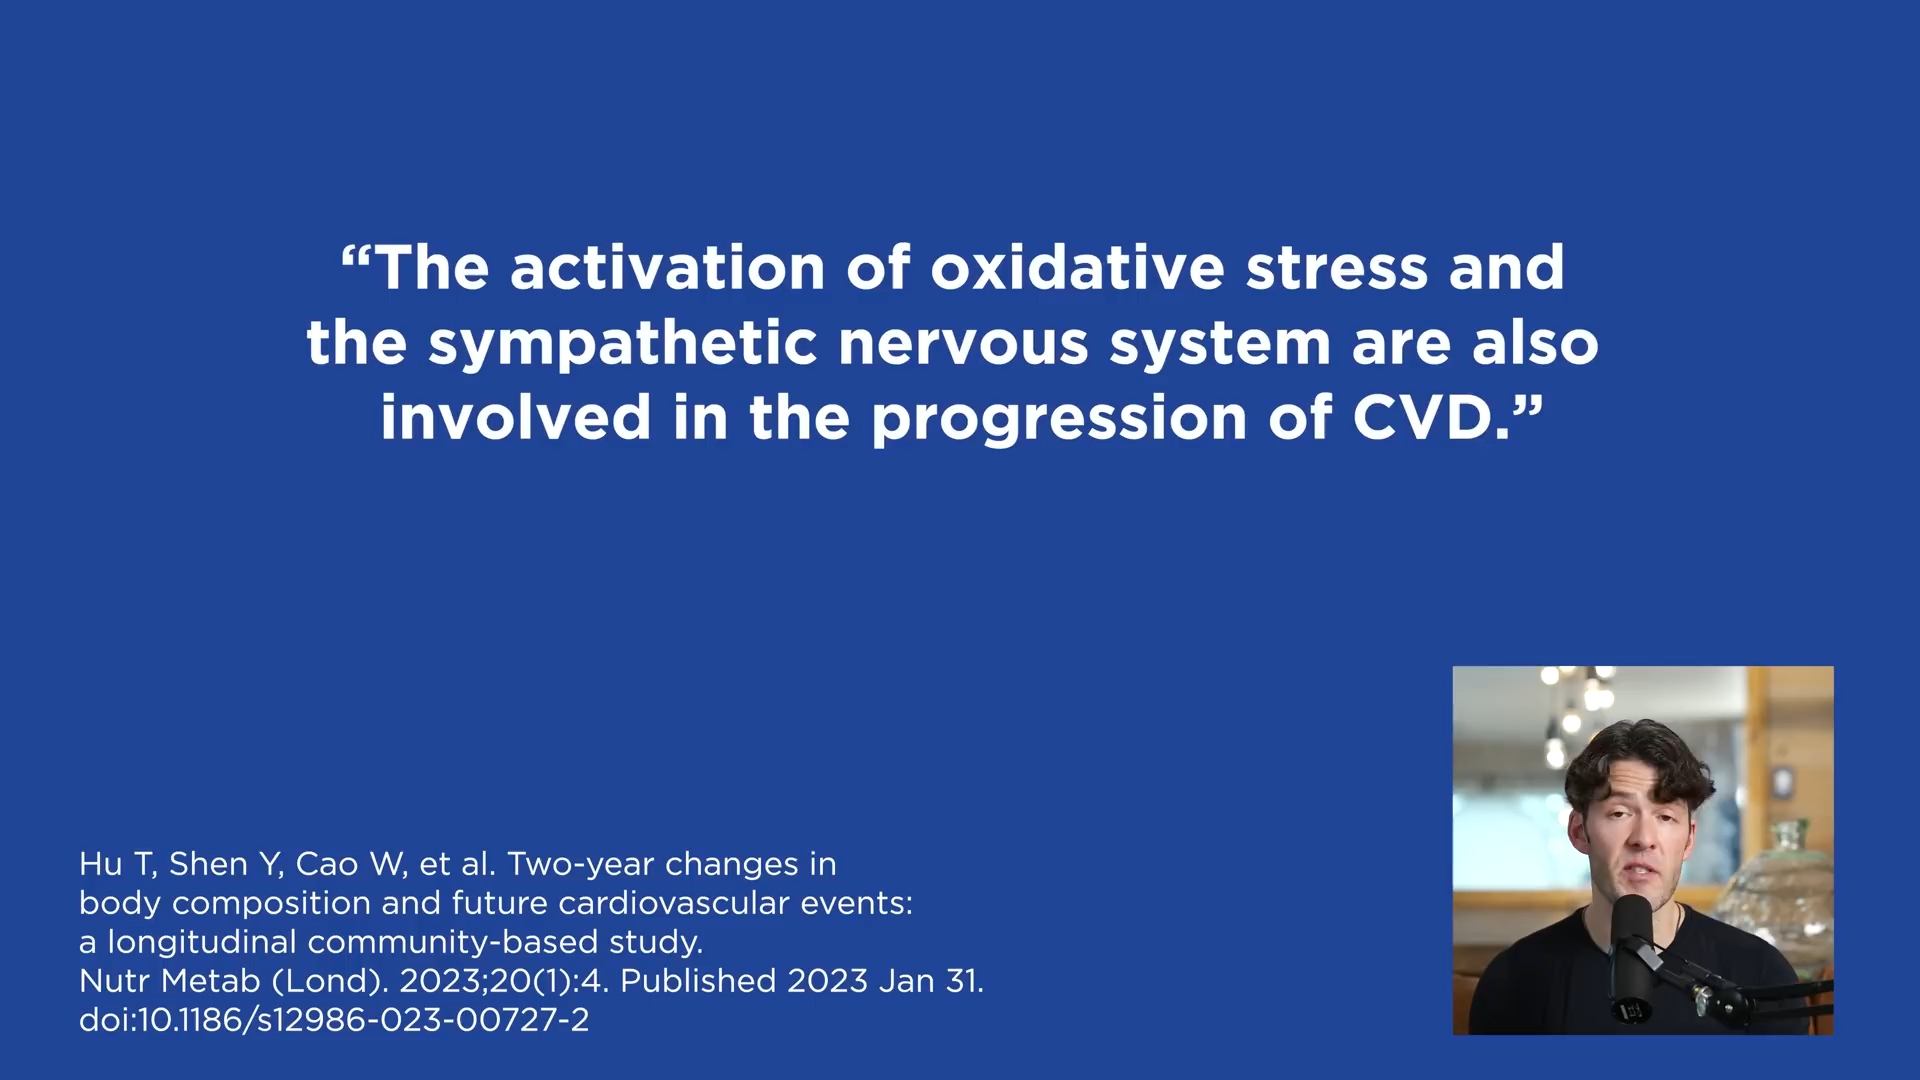 “The activation of oxidative stress and
the sympathetic nervous system are also
involved in the progression of CVD.”
Hu T, Shen Y, Cao W, et al. Two-year changes in
body composition and future cardiovascular events:
a longitudinal community-based study.
Nutr Metab (Lond). 2023;20(1):4. Published 2023 Jan 31.
doi:10.1186/s12986-023-00727-2